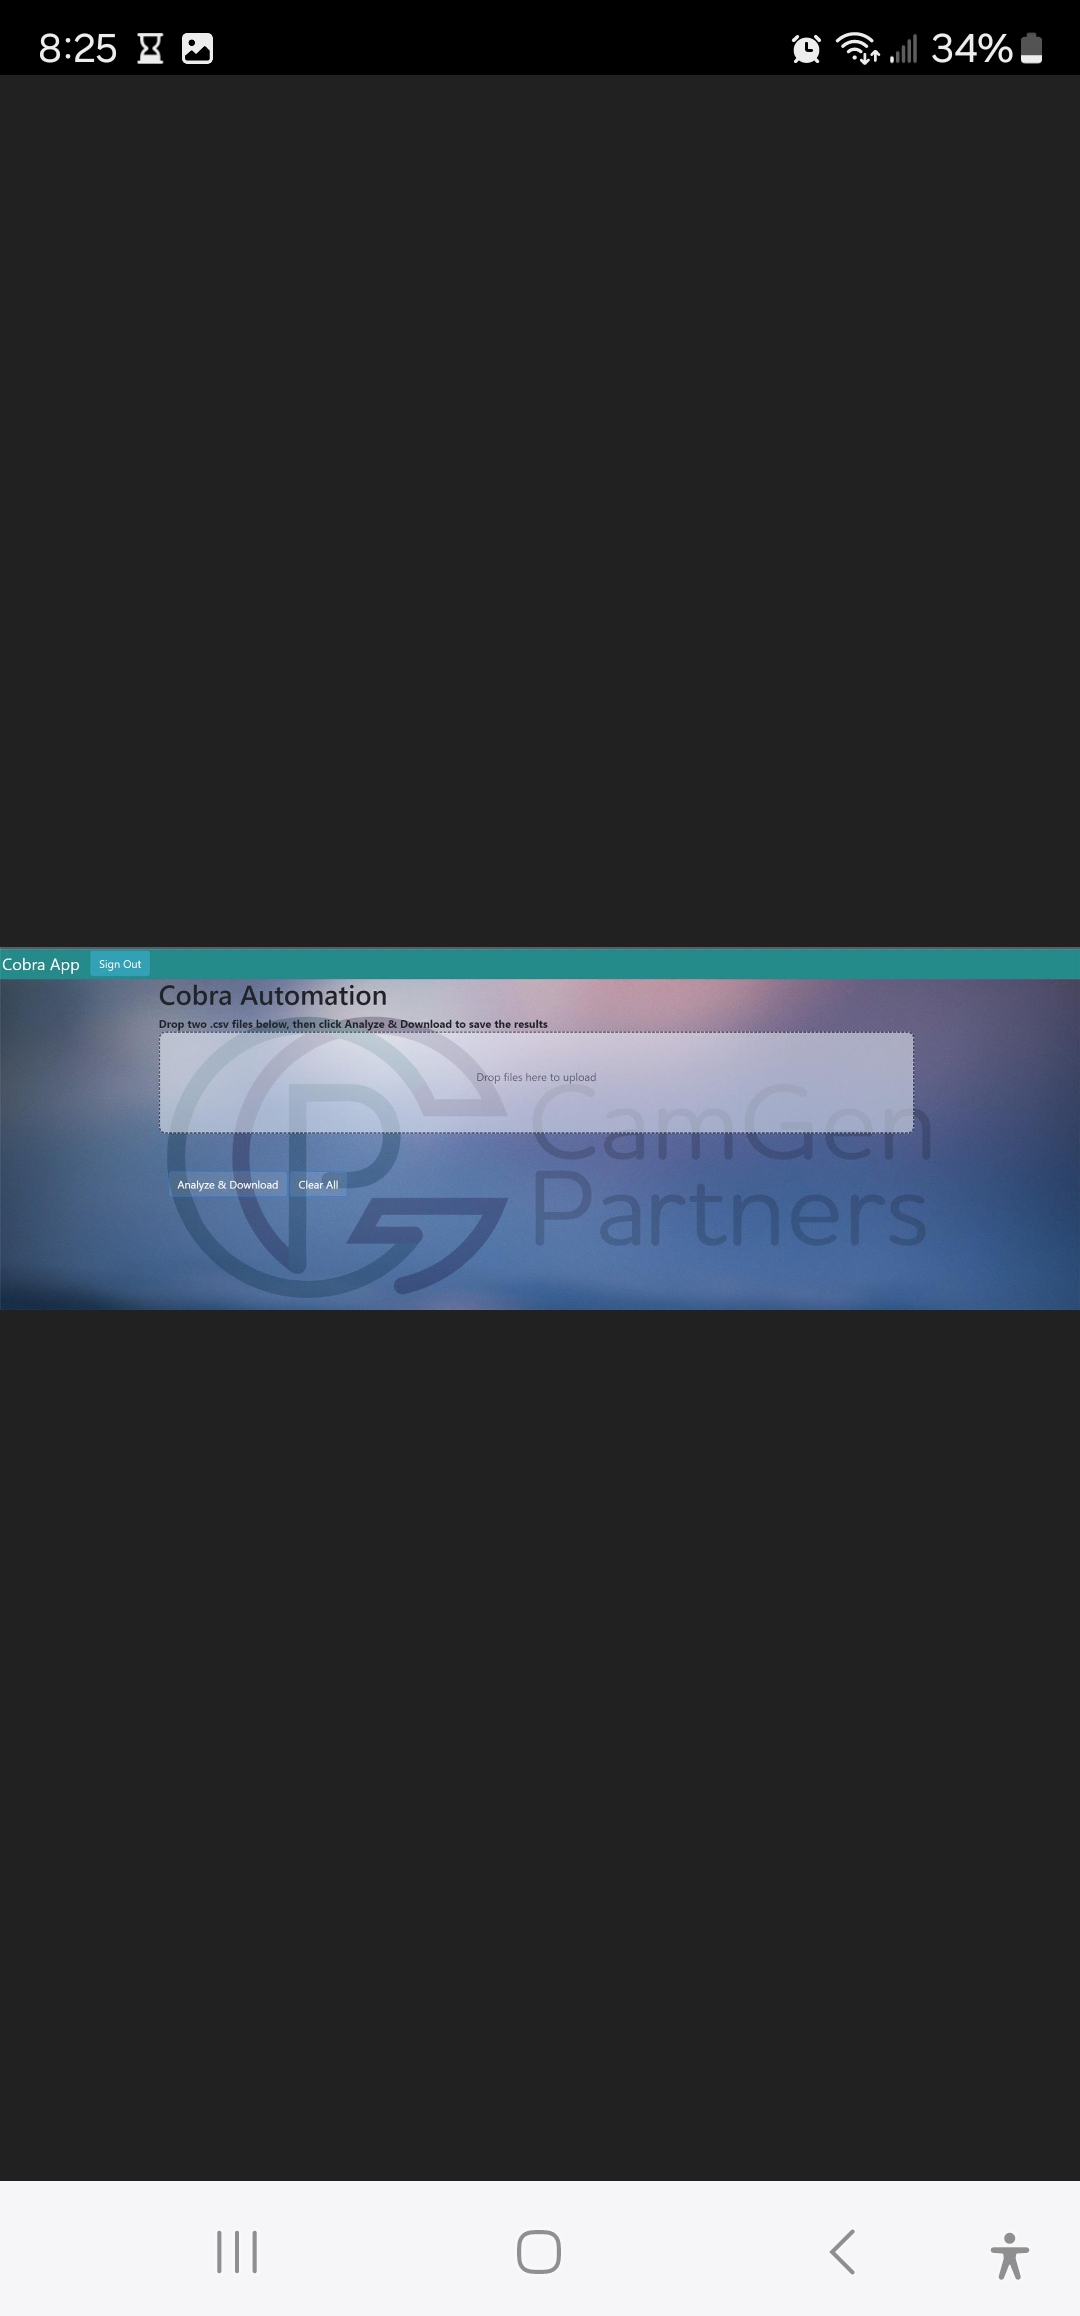 8:25 34%
Cobra App Sign Out
Cobra Automation
Drop two .csv files below, then click Analyze & Download to save the results
Drop files here to upload
CamGen
Partners
Analyze & Download Clear All